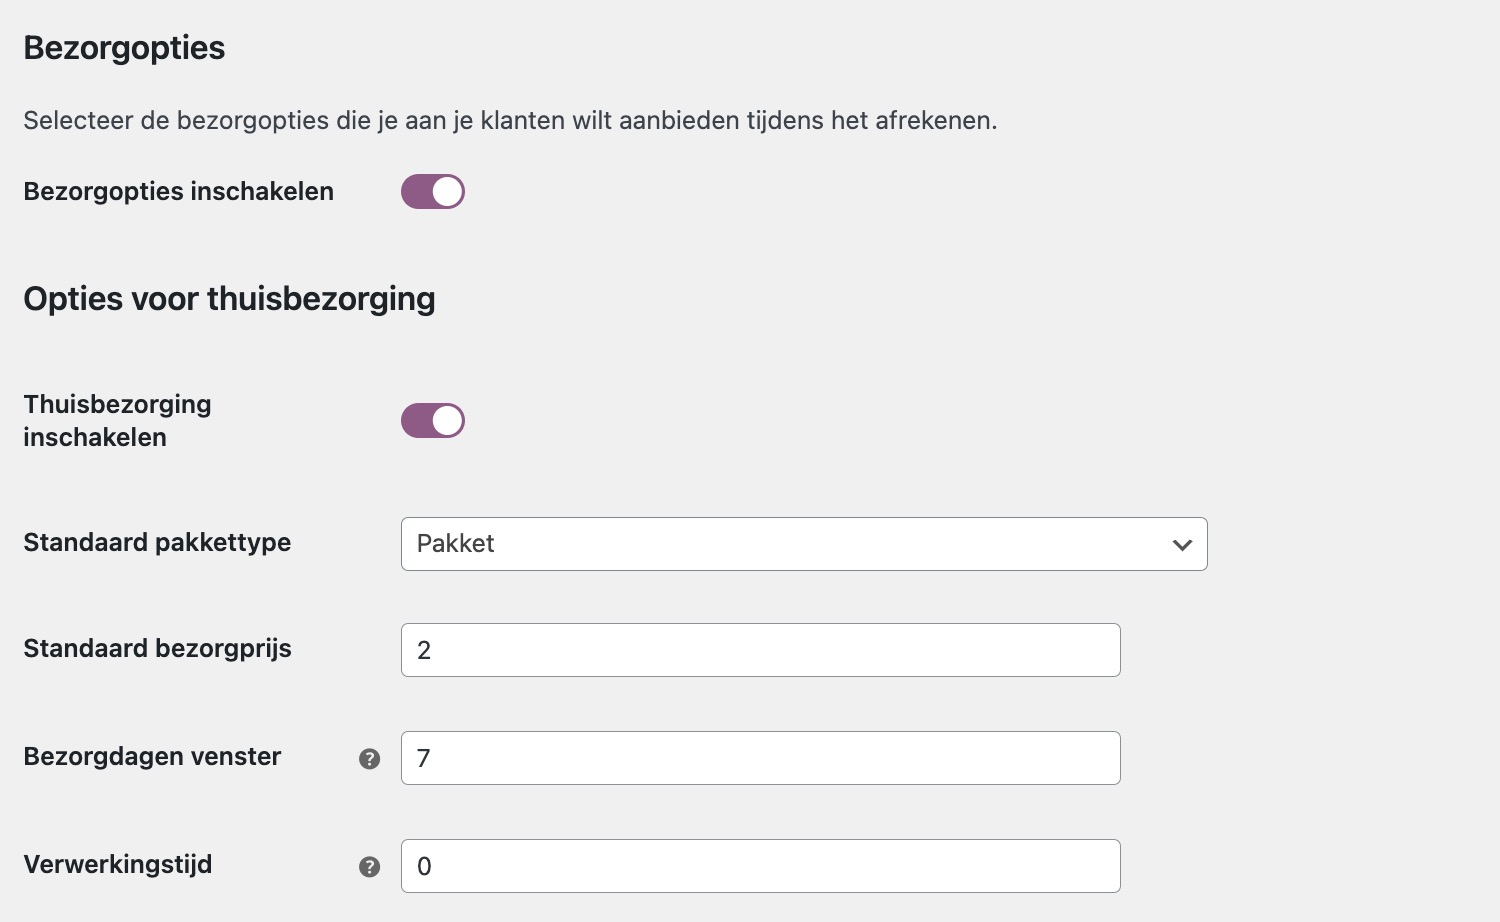 Bezorgopties
Selecteer de bezorgopties die je aan je klanten wilt aanbieden tijdens het afrekenen.
Bezorgopties inschakelen
Opties voor thuisbezorging
Thuisbezorging
inschakelen
Standaard pakkettype
Pakket
Standaard bezorgprijs
2
Bezorgdagen venster
?
7
Verwerkingstijd
?
0